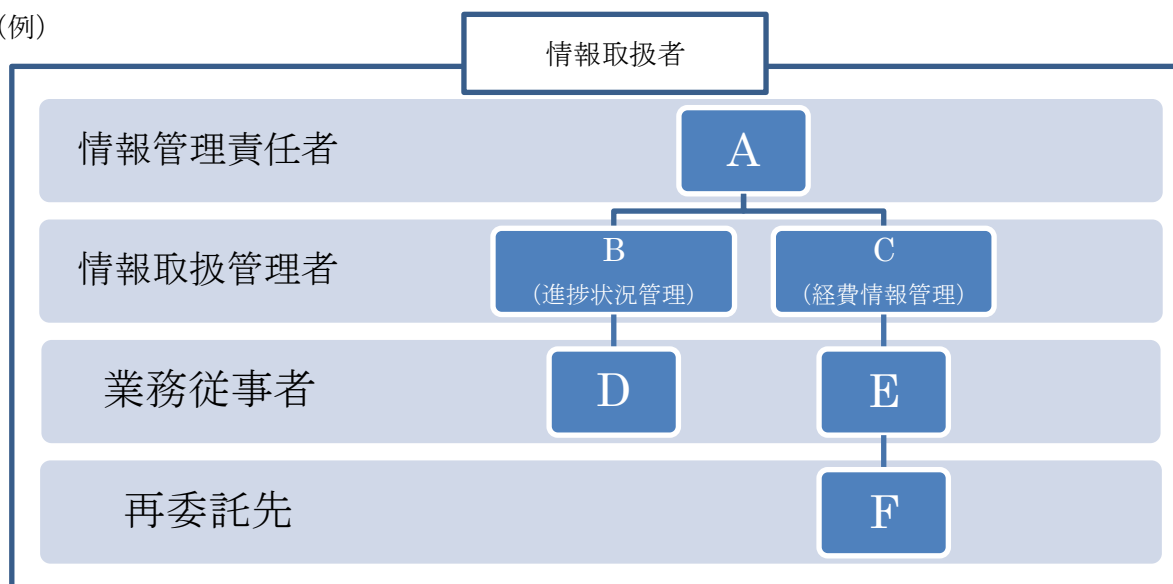 (例)
情報取扱者
情報管理責任者
A
情報取扱管理者
B
(進捗状況管理)
C
(経費情報管理)
業務従事者
D
E
再委託先
F